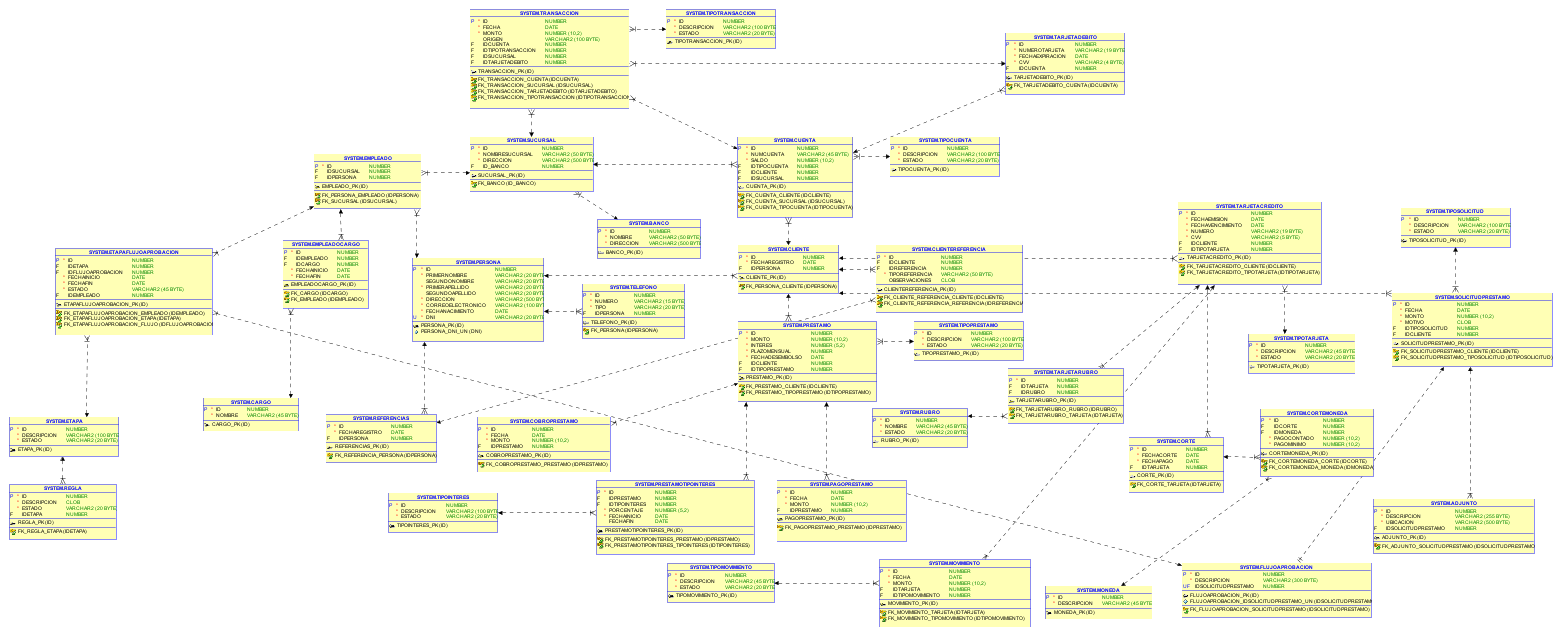 SYSTEM.TRANSACCION
P * ID NUMBER
* FECHA DATE
* MONTO NUMBER (10,2)
ORIGEN VARCHAR2 (100 BYTE)
F IDCUENTA NUMBER
F IDTIPOTRANSACCION NUMBER
F IDSUCURSAL NUMBER
F IDTARJETADEBITO NUMBER
TRANSACCION_PK (ID)
FK_TRANSACCION_CUENTA (IDCUENTA)
FK_TRANSACCION_SUCURSAL (IDSUCURSAL)
FK_TRANSACCION_TARJETADEBITO (IDTARJETADEBITO)
FK_TRANSACCION_TIPOTRANSACCION (IDTIPOTRANSACCION
SYSTEM.TIPOTRANSACCION
P * ID NUMBER
* DESCRIPCION VARCHAR2 (100 BYTE
* ESTADO VARCHAR2 (20 BYTE)
TIPOTRANSACCION_PK (ID)
SYSTEM.TARJETADEBITO
P * ID NUMBER
* NUMEROTARJETA VARCHAR2 (19 BYTE
* FECHAEXPIRACION DATE
* CVV VARCHAR2 (4 BYTE)
F IDCUENTA NUMBER
TARJETADEBITO_PK (ID)
FK_TARJETADEBITO_CUENTA (IDCUENTA)
SYSTEM.SUCURSAL
P * ID NUMBER
* NOMBRESUCURSAL VARCHAR2 (50 BYTE)
* DIRECCION VARCHAR2 (500 BYTE
F ID_BANCO NUMBER
SUCURSAL_PK (ID)
FK_BANCO (ID_BANCO)
SYSTEM.CUENTA
P * ID NUMBER
* NUMCUENTA VARCHAR2 (45 BYTE)
* SALDO NUMBER (10,2)
F IDTIPOCUENTA NUMBER
F IDCLIENTE NUMBER
F IDSUCURSAL NUMBER
CUENTA_PK (ID)
FK_CUENTA_CLIENTE (IDCLIENTE)
FK_CUENTA_SUCURSAL (IDSUCURSAL)
FK_CUENTA_TIPOCUENTA (IDTIPOCUENTA)
SYSTEM.TIPOCUENTA
P * ID NUMBER
* DESCRIPCION VARCHAR2 (100 BYTE
* ESTADO VARCHAR2 (20 BYTE)
TIPOCUENTA_PK (ID)
SYSTEM.EMPLEADO
P * ID NUMBER
F IDSUCURSAL NUMBER
F IDPERSONA NUMBER
EMPLEADO_PK (ID)
FK_PERSONA_EMPLEADO (IDPERSONA)
FK_SUCURSAL (IDSUCURSAL)
SYSTEM.BANCO
P * ID NUMBER
* NOMBRE VARCHAR2 (50 BYTE)
* DIRECCION VARCHAR2 (500 BYTE
BANCO_PK (ID)
SYSTEM.TARJETACREDITO
P * ID NUMBER
* FECHAEMISION DATE
* FECHAVENCIMIENTO DATE
* NUMERO VARCHAR2 (19 BYTE)
* CVV VARCHAR2 (5 BYTE)
F IDCLIENTE NUMBER
F IDTIPOTARJETA NUMBER
TARJETACREDITO_PK (ID)
FK_TARJETACREDITO_CLIENTE (IDCLIENTE)
FK_TARJETACREDITO_TIPOTARJETA (IDTIPOTARJETA)
SYSTEM.TIPOSOLICITUD
P * ID NUMBER
* DESCRIPCION VARCHAR2 (100 BYTE
* ESTADO VARCHAR2 (20 BYTE)
TIPOSOLICITUD_PK (ID)
SYSTEM.ETAPAFLUJOAPROBACION
P * ID NUMBER
F IDETAPA NUMBER
F IDFLUJOAPROBACION NUMBER
* FECHAINICIO DATE
* FECHAFIN DATE
* ESTADO VARCHAR2 (45 BYTE)
F IDEMPLEADO NUMBER
ETAPAFLUJOAPROBACION_PK (ID)
FK_ETAPAFLUJOAPROBACION_EMPLEADO (IDEMPLEADO)
FK_ETAPAFLUJOAPROBACION_ETAPA (IDETAPA)
FK_ETAPAFLUJOAPROBACION_FLUJO (IDFLUJOAPROBACION
SYSTEM.EMPLEADOCARGO
P * ID NUMBER
F IDEMPLEADO NUMBER
F IDCARGO NUMBER
* FECHAINICIO DATE
* FECHAFIN DATE
EMPLEADOCARGO_PK (ID)
FK_CARGO (IDCARGO)
FK_EMPLEADO (IDEMPLEADO)
SYSTEM.PERSONA
P * ID NUMBER
* PRIMERNOMBRE VARCHAR2 (20 BYTE
SEGUNDONOMBRE VARCHAR2 (20 BYTE
* PRIMERAPELLIDO VARCHAR2 (20 BYTE
SEGUNDOAPELLIDO VARCHAR2 (20 BYTE
* DIRECCION VARCHAR2 (500 BYTE
* CORREOELECTRONICO VARCHAR2 (100 BYTE
* FECHANACIMIENTO DATE
U * DNI VARCHAR2 (20 BYTE
PERSONA_PK (ID)
PERSONA_DNI_UN (DNI)
SYSTEM.TELEFONO
P * ID NUMBER
* NUMERO VARCHAR2 (15 BYTE
* TIPO VARCHAR2 (20 BYTE
F IDPERSONA NUMBER
TELEFONO_PK (ID)
FK_PERSONA (IDPERSONA)
SYSTEM.CLIENTE
P * ID NUMBER
* FECHAREGISTRO DATE
F IDPERSONA NUMBER
CLIENTE_PK (ID)
FK_PERSONA_CLIENTE (IDPERSONA)
SYSTEM.CLIENTEREFERENCIA
P * ID NUMBER
F IDCLIENTE NUMBER
F IDREFERENCIA NUMBER
* TIPOREFERENCIA VARCHAR2 (50 BYTE)
OBSERVACIONES CLOB
CLIENTEREFERENCIA_PK (ID)
FK_CLIENTE_REFERENCIA_CLIENTE (IDCLIENTE)
FK_CLIENTE_REFERENCIA_REFERENCIA (IDREFERENCIA
SYSTEM.SOLICITUDPRESTAMO
P * ID NUMBER
* FECHA DATE
* MONTO NUMBER (10,2)
* MOTIVO CLOB
F IDTIPOSOLICITUD NUMBER
F IDCLIENTE NUMBER
SOLICITUDPRESTAMO_PK (ID)
FK_SOLICITUDPRESTAMO_CLIENTE (IDCLIENTE)
FK_SOLICITUDPRESTAMO_TIPOSOLICITUD (IDTIPOSOLICITUD)
SYSTEM.PRESTAMO
P * ID NUMBER
* MONTO NUMBER (10,2)
* INTERES NUMBER (5,2)
* PLAZOMENSUAL NUMBER
* FECHADESEMBOLSO DATE
F IDCLIENTE NUMBER
F IDTIPOPRESTAMO NUMBER
PRESTAMO_PK (ID)
FK_PRESTAMO_CLIENTE (IDCLIENTE)
FK_PRESTAMO_TIPOPRESTAMO (IDTIPOPRESTAMO)
SYSTEM.TIPOPRESTAMO
P * ID NUMBER
* DESCRIPCION VARCHAR2 (100 BYTE
* ESTADO VARCHAR2 (20 BYTE)
TIPOPRESTAMO_PK (ID)
SYSTEM.TIPOTARJETA
P * ID NUMBER
* DESCRIPCION VARCHAR2 (45 BYTE
* ESTADO VARCHAR2 (20 BYTE
TIPOTARJETA_PK (ID)
SYSTEM.TARJETARUBRO
P * ID NUMBER
F IDTARJETA NUMBER
F IDRUBRO NUMBER
TARJETARUBRO_PK (ID)
FK_TARJETARUBRO_RUBRO (IDRUBRO)
FK_TARJETARUBRO_TARJETA (IDTARJETA)
SYSTEM.CARGO
P * ID NUMBER
* NOMBRE VARCHAR2 (45 BYTE)
CARGO_PK (ID)
SYSTEM.ETAPA
P * ID NUMBER
* DESCRIPCION VARCHAR2 (100 BYTE
* ESTADO VARCHAR2 (20 BYTE)
ETAPA_PK (ID)
SYSTEM.REFERENCIAS
P * ID NUMBER
* FECHAREGISTRO DATE
F IDPERSONA NUMBER
REFERENCIAS_PK (ID)
FK_REFERENCIA_PERSONA (IDPERSONA)
SYSTEM.COBROPRESTAMO
P * ID NUMBER
* FECHA DATE
* MONTO NUMBER (10,2)
F IDPRESTAMO NUMBER
COBROPRESTAMO_PK (ID)
FK_COBROPRESTAMO_PRESTAMO (IDPRESTAMO)
SYSTEM.RUBRO
P * ID NUMBER
* NOMBRE VARCHAR2 (45 BYTE)
* ESTADO VARCHAR2 (20 BYTE)
RUBRO_PK (ID)
SYSTEM.CORTEMONEDA
P * ID NUMBER
F IDCORTE NUMBER
F IDMONEDA NUMBER
* PAGOCONTADO NUMBER (10,2)
* PAGOMINIMO NUMBER (10,2)
CORTEMONEDA_PK (ID)
FK_CORTEMONEDA_CORTE (IDCORTE)
FK_CORTEMONEDA_MONEDA (IDMONEDA
SYSTEM.CORTE
P * ID NUMBER
* FECHACORTE DATE
* FECHAPAGO DATE
F IDTARJETA NUMBER
CORTE_PK (ID)
FK_CORTE_TARJETA (IDTARJETA)
SYSTEM.REGLA
P * ID NUMBER
* DESCRIPCION CLOB
* ESTADO VARCHAR2 (20 BYTE
F IDETAPA NUMBER
REGLA_PK (ID)
FK_REGLA_ETAPA (IDETAPA)
SYSTEM.TIPOINTERES
P * ID NUMBER
* DESCRIPCION VARCHAR2 (100 BYTE
* ESTADO VARCHAR2 (20 BYTE)
TIPOINTERES_PK (ID)
SYSTEM.PRESTAMOTIPOINTERES
P * ID NUMBER
F IDPRESTAMO NUMBER
F IDTIPOINTERES NUMBER
* PORCENTAJE NUMBER (5,2)
* FECHAINICIO DATE
FECHAFIN DATE
PRESTAMOTIPOINTERES_PK (ID)
FK_PRESTAMOTIPOINTERES_PRESTAMO (IDPRESTAMO)
FK_PRESTAMOTIPOINTERES_TIPOINTERES (IDTIPOINTERES)
SYSTEM.PAGOPRESTAMO
P * ID NUMBER
* FECHA DATE
* MONTO NUMBER (10,2)
F IDPRESTAMO NUMBER
PAGOPRESTAMO_PK (ID)
FK_PAGOPRESTAMO_PRESTAMO (IDPRESTAMO)
SYSTEM.ADJUNTO
P * ID NUMBER
* DESCRIPCION VARCHAR2 (255 BYTE)
* UBICACION VARCHAR2 (500 BYTE)
F IDSOLICITUDPRESTAMO NUMBER
ADJUNTO_PK (ID)
FK_ADJUNTO_SOLICITUDPRESTAMO (IDSOLICITUDPRESTAMO
SYSTEM.TIPOMOVIMIENTO
P * ID NUMBER
* DESCRIPCION VARCHAR2 (45 BYTE
* ESTADO VARCHAR2 (20 BYTE
TIPOMOVIMIENTO_PK (ID)
SYSTEM.MOVIMIENTO
P * ID NUMBER
* FECHA DATE
* MONTO NUMBER (10,2)
F IDTARJETA NUMBER
F IDTIPOMOVIMIENTO NUMBER
MOVIMIENTO_PK (ID)
FK_MOVIMIENTO_TARJETA (IDTARJETA)
FK_MOVIMIENTO_TIPOMOVIMIENTO (IDTIPOMOVIMIENTO)
SYSTEM.MONEDA
P * ID NUMBER
* DESCRIPCION VARCHAR2 (45 BYTE
MONEDA_PK (ID)
SYSTEM.FLUJOAPROBACION
P * ID NUMBER
* DESCRIPCION VARCHAR2 (300 BYTE)
UF IDSOLICITUDPRESTAMO NUMBER
FLUJOAPROBACION_PK (ID)
FLUJOAPROBACION_IDSOLICITUDPRESTAMO_UN (IDSOLICITUDPRESTAM
FK_FLUJOAPROBACION_SOLICITUDPRESTAMO (IDSOLICITUDPRESTAMO)